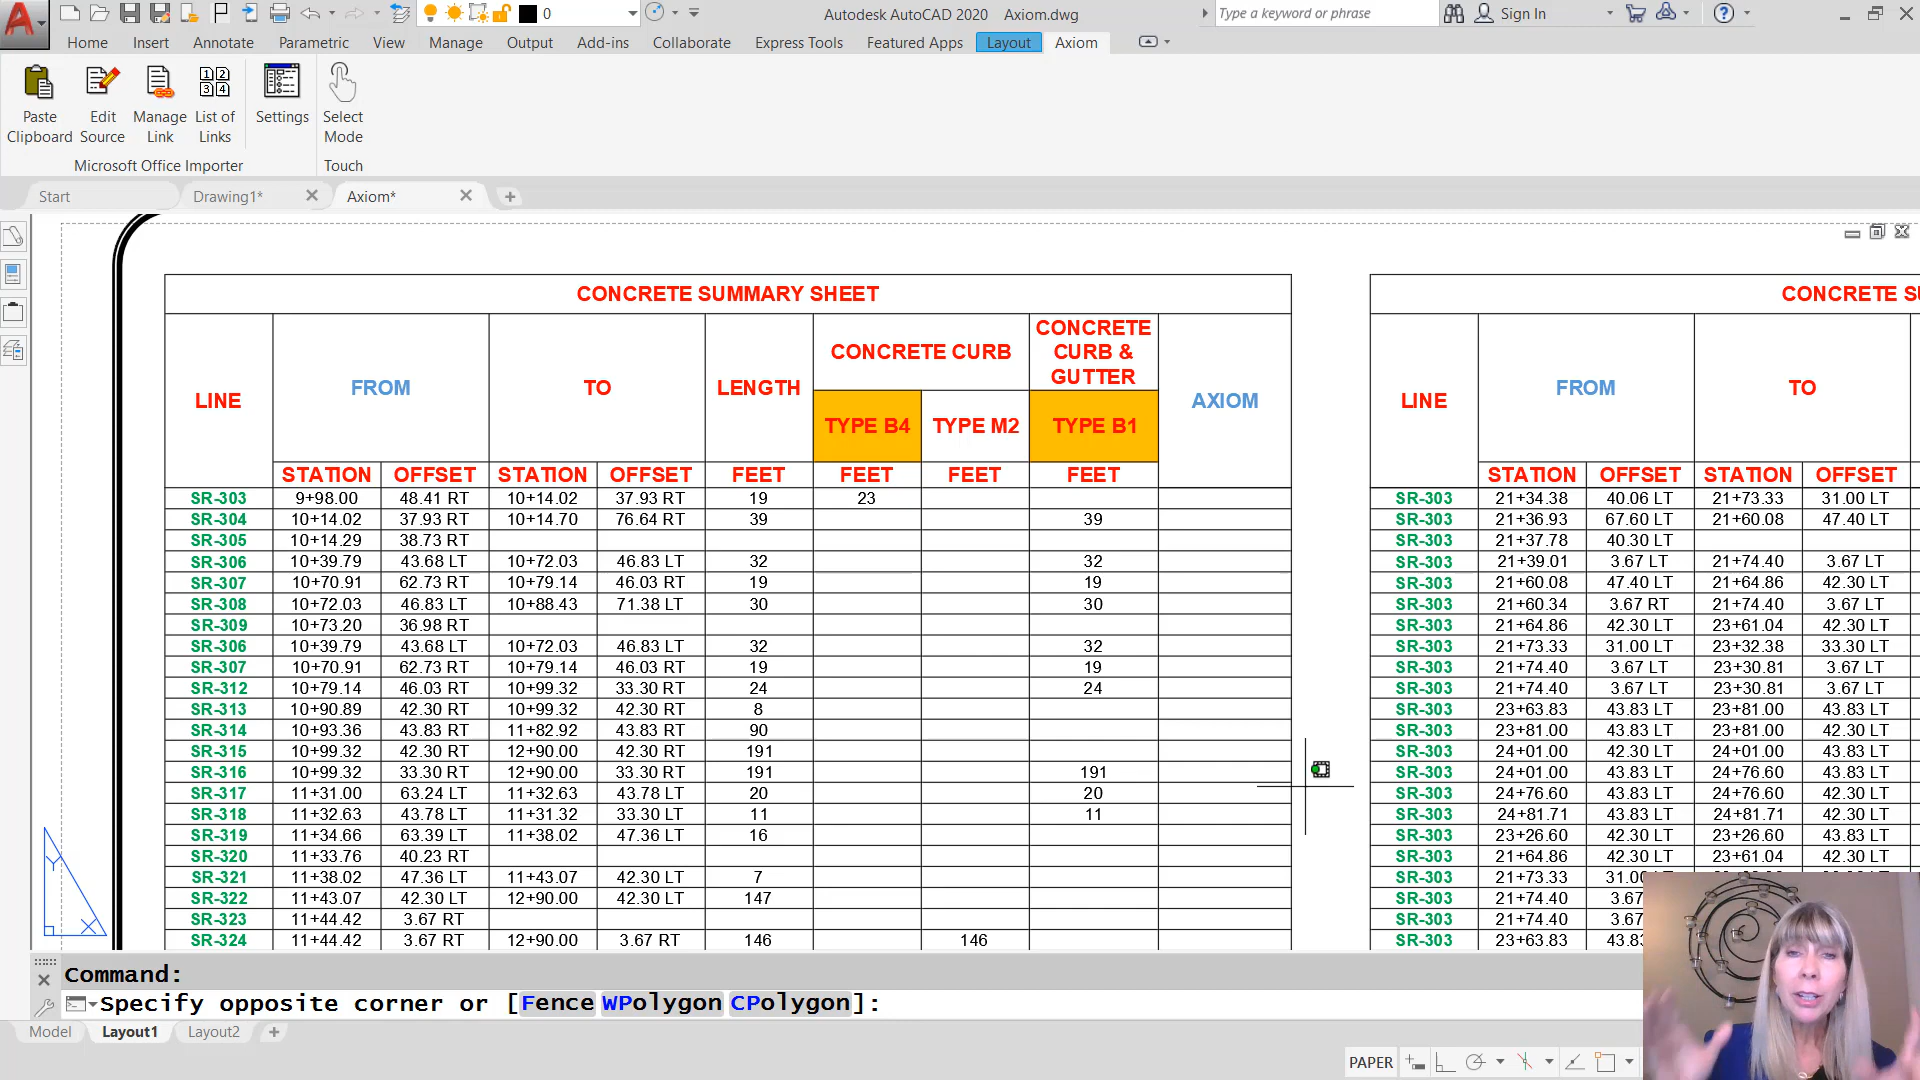 0
Autodesk AutoCAD 2020 Axiom.dwg
Type a keyword or phrase
Sign In
Home Insert Annotate Parametric View Manage Output Add-ins Collaborate Express Tools Featured Apps Layout Axiom
Paste Clipboard
Edit Source
Manage Link
List of Links
Settings
Select Mode
Microsoft Office Importer
Touch
Start Drawing1* Axiom*
CONCRETE SUMMARY SHEET
LINE
FROM
TO
LENGTH
CONCRETE CURB
CONCRETE
CURB &
GUTTER
AXIOM
TYPE B4 TYPE M2 TYPE B1
STATION OFFSET STATION OFFSET FEET FEET FEET FEET
SR-303 9+98.00 48.41 RT 10+14.02 37.93 RT 19 23
SR-304 10+14.02 37.93 RT 10+14.70 76.64 RT 39 39
SR-305 10+14.29 38.73 RT
SR-306 10+39.79 43.68 LT 10+72.03 46.83 LT 32 32
SR-307 10+70.91 62.73 RT 10+79.14 46.03 RT 19 19
SR-308 10+72.03 46.83 LT 10+88.43 71.38 LT 30 30
SR-309 10+73.20 36.98 RT
SR-306 10+39.79 43.68 LT 10+72.03 46.83 LT 32 32
SR-307 10+70.91 62.73 RT 10+79.14 46.03 RT 19 19
SR-312 10+79.14 46.03 RT 10+99.32 33.30 RT 24 24
SR-313 10+90.89 42.30 RT 10+99.32 42.30 RT 8
SR-314 10+93.36 43.83 RT 11+82.92 43.83 RT 90
SR-315 10+99.32 42.30 RT 12+90.00 42.30 RT 191
SR-316 10+99.32 33.30 RT 12+90.00 33.30 RT 191 191
SR-317 11+31.00 63.24 LT 11+32.63 43.78 LT 20 20
SR-318 11+32.63 43.78 LT 11+31.32 33.30 LT 11 11
SR-319 11+34.66 63.39 LT 11+38.02 47.36 LT 16
SR-320 11+33.76 40.23 RT
SR-321 11+38.02 47.36 LT 11+43.07 42.30 LT 7
SR-322 11+43.07 42.30 LT 12+90.00 42.30 LT 147
SR-323 11+44.42 3.67 RT
SR-324 11+44.42 3.67 RT 12+90.00 3.67 RT 146 146
CONCRETE
LINE
FROM
TO
STATION OFFSET STATION OFFSET
SR-303 21+34.38 40.06 LT 21+73.33 31.00 LT
SR-303 21+36.93 67.60 LT 21+60.08 47.40 LT
SR-303 21+37.78 40.30 LT
SR-303 21+39.01 3.67 LT 21+74.40 3.67 LT
SR-303 21+60.08 47.40 LT 21+64.86 42.30 LT
SR-303 21+60.34 3.67 RT 21+74.40 3.67 LT
SR-303 21+64.86 42.30 LT 23+61.04 42.30 LT
SR-303 21+73.33 31.00 LT 23+32.38 33.30 LT
SR-303 21+74.40 3.67 LT 23+30.81 3.67 LT
SR-303 21+74.40 3.67 LT 23+30.81 3.67 LT
SR-303 23+63.83 43.83 LT 23+81.00 43.83 LT
SR-303 23+81.00 43.83 LT 24+01.00 43.83 LT
SR-303 24+01.00 42.30 LT 24+01.00 43.83 LT
SR-303 24+01.00 43.83 LT 24+76.60 43.83 LT
SR-303 24+76.60 43.83 LT 24+76.60 42.30 LT
SR-303 24+81.71 43.83 LT 24+81.71 42.30 LT
SR-303 23+26.60 42.30 LT 23+26.60 43.83 LT
SR-303 21+64.86 42.30 LT 23+61.04 42.30 LT
SR-303 21+73.33 31.00
SR-303 21+74.40 3.67
SR-303 21+74.40 3.67
SR-303 23+63.83 43.83
Y
X
Command:
Specify opposite corner or [Fence WPolygon CPolygon]:
Model Layout1 Layout2
PAPER